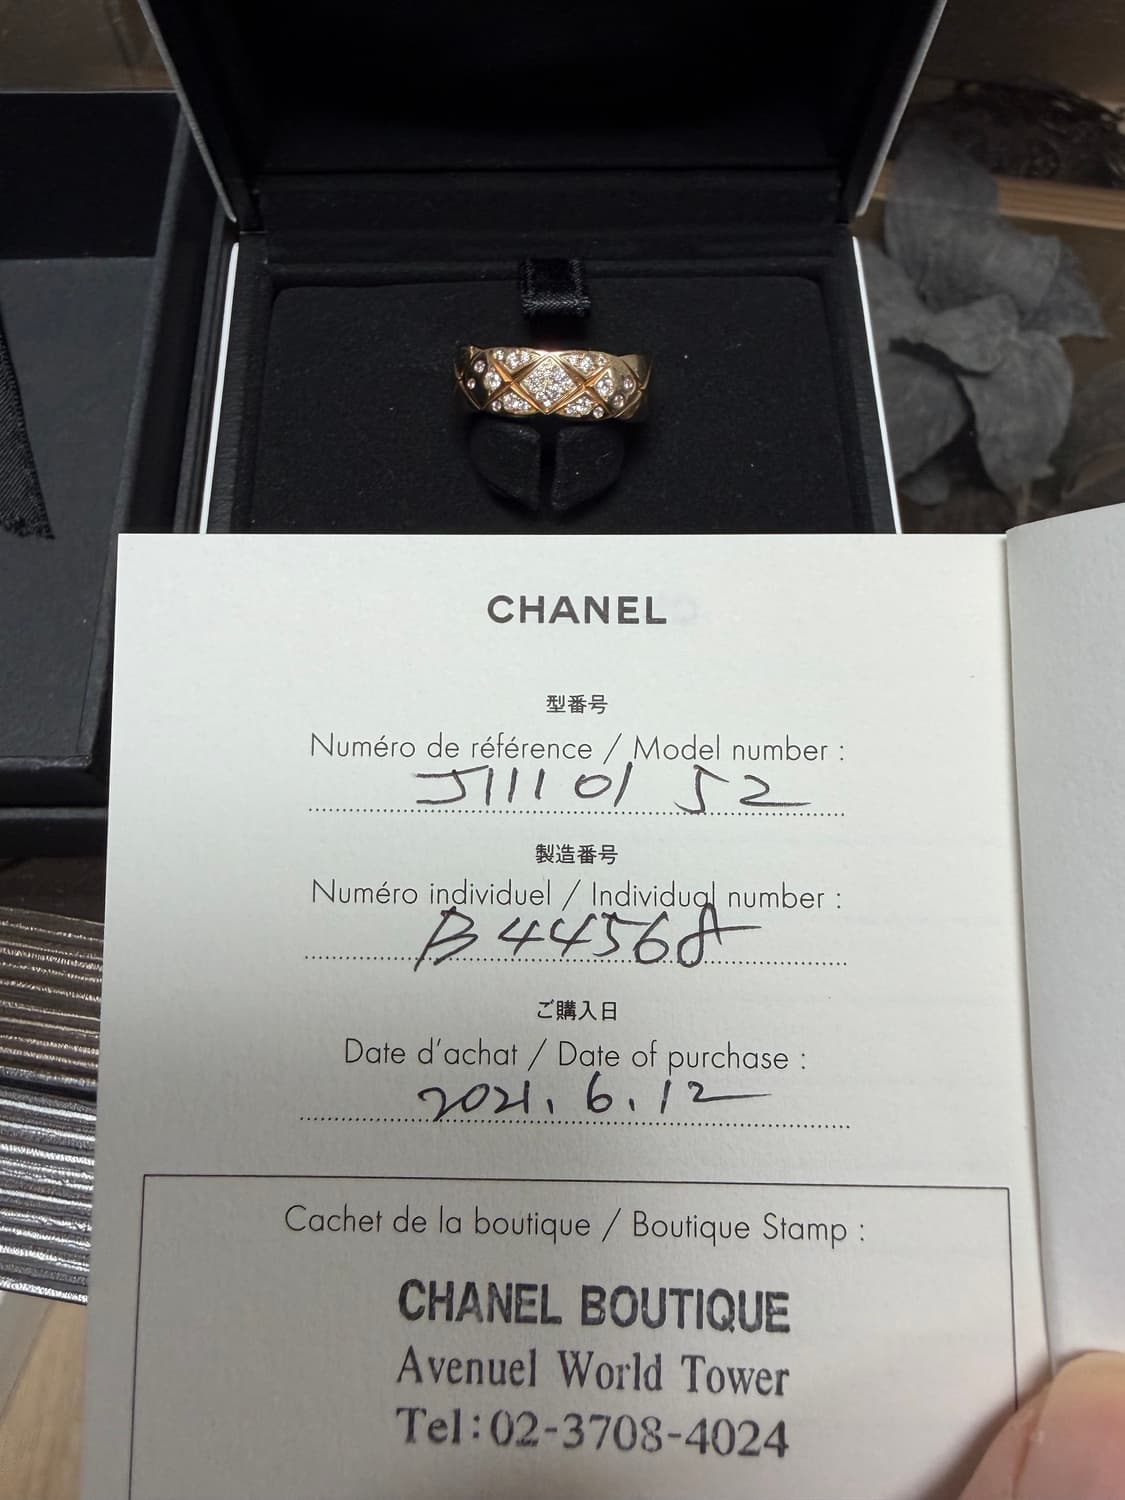 CHANEL
型番号
Numéro de référence / Model number :
J11101 52
製造番号
Numéro individuel / Individual number :
B44568
ご購入日
Date d'achat / Date of purchase :
2021. 6. 12
Cachet de la boutique / Boutique Stamp :
CHANEL BOUTIQUE
Avenuel World Tower
Tel:02-3708-4024